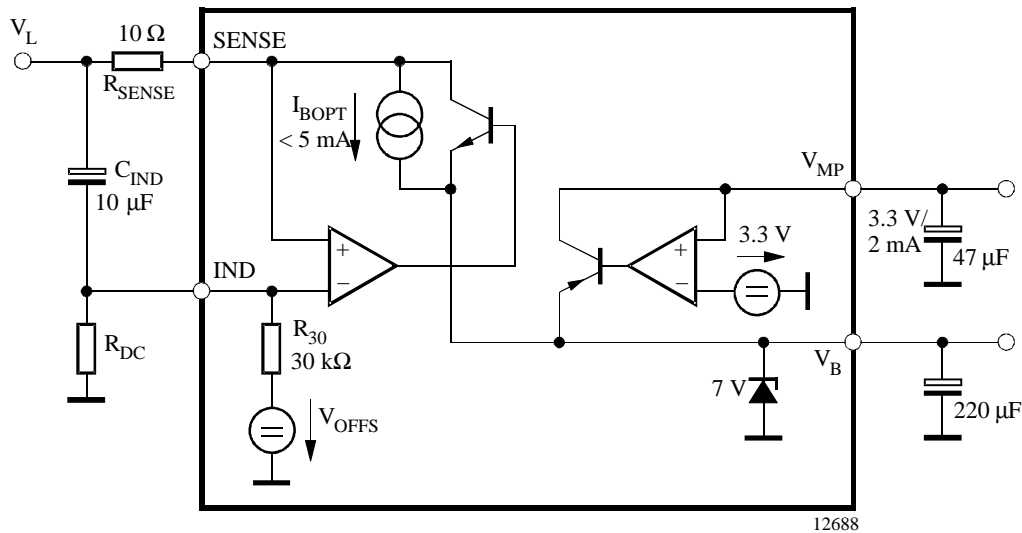 V_L
10 Ω
R_SENSE
SENSE
I_BOPT
< 5 mA
C_IND
10 µF
V_MP
3.3 V/
2 mA
47 µF
3.3 V
+
−
+
−
IND
R_DC
R_30
30 kΩ
V_OFFS
7 V
V_B
220 µF
12688